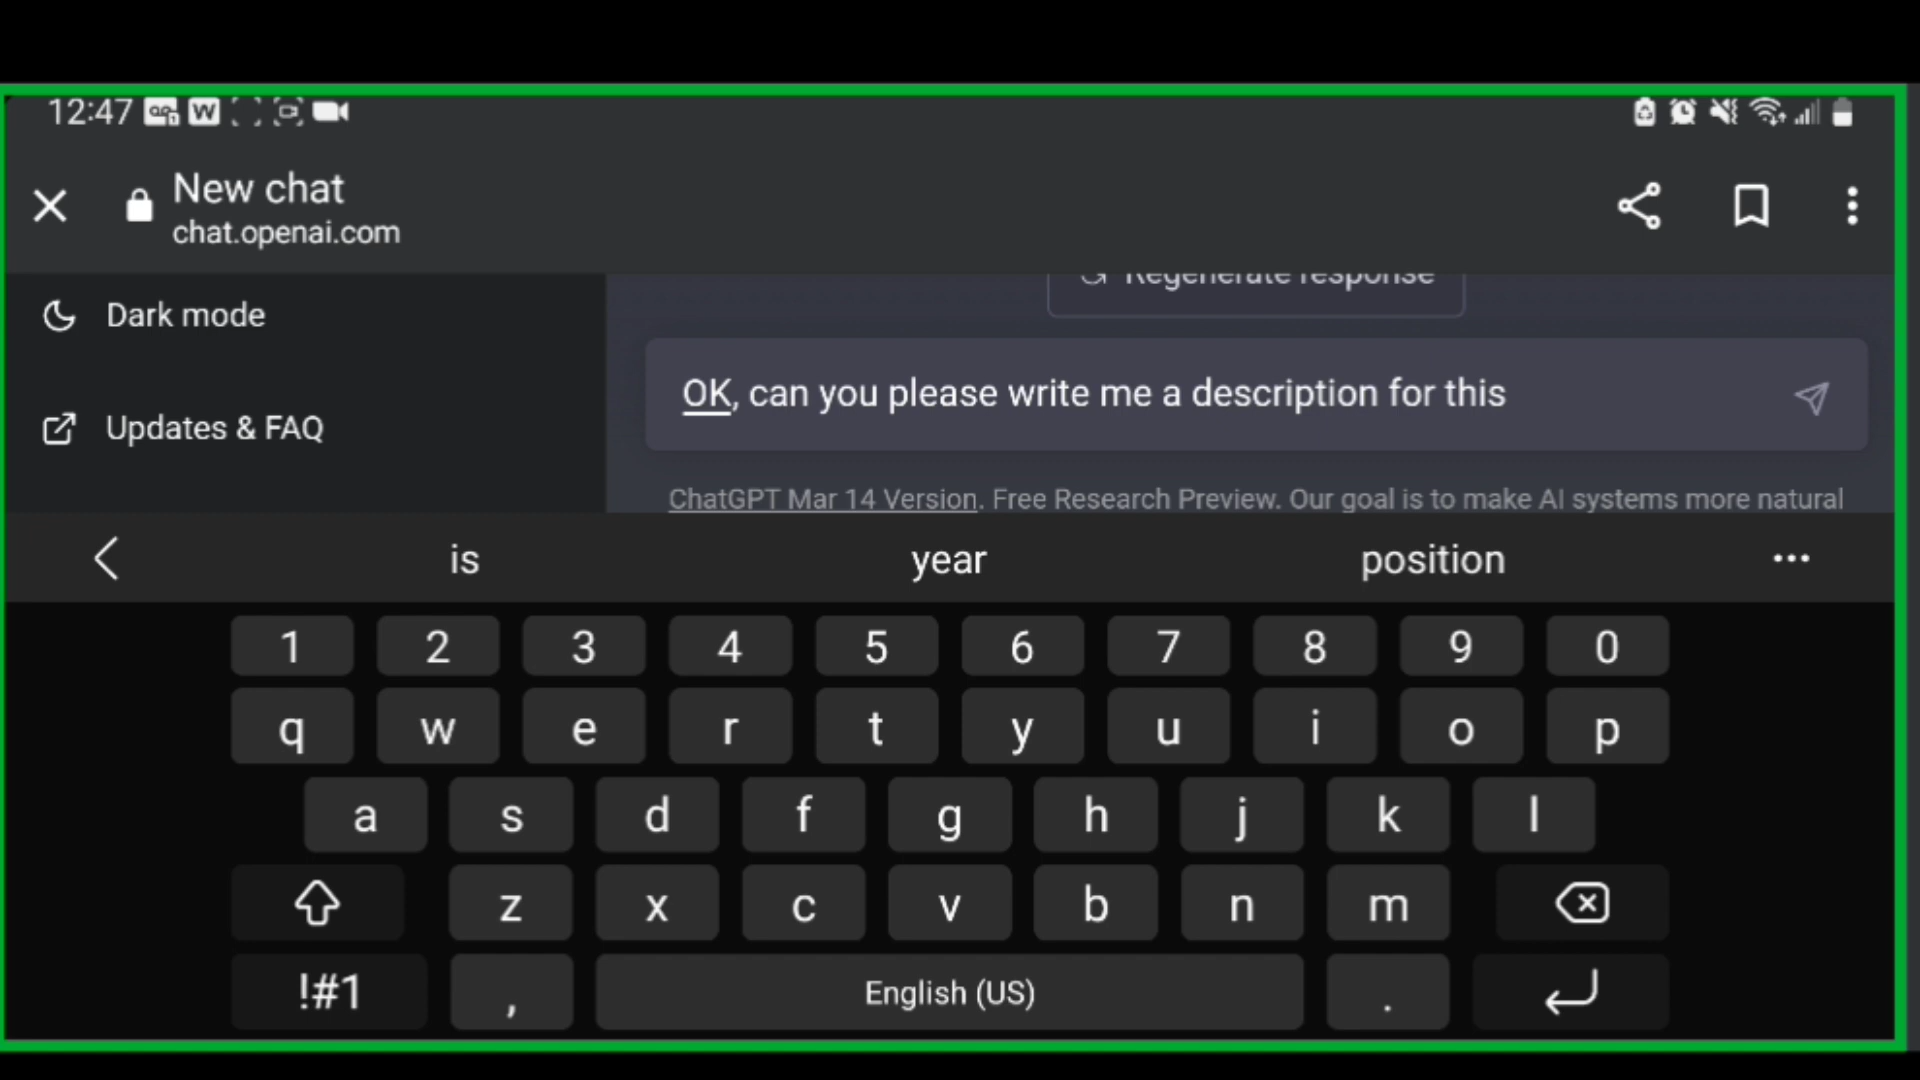 12:47
New chat
chat.openai.com
Regenerate response
Dark mode
OK, can you please write me a description for this
Updates & FAQ
ChatGPT Mar 14 Version. Free Research Preview. Our goal is to make AI systems more natural
is year position
1 2 3 4 5 6 7 8 9 0
q w e r t y u i o p
a s d f g h j k l
z x c v b n m
!#1 , English (US) .